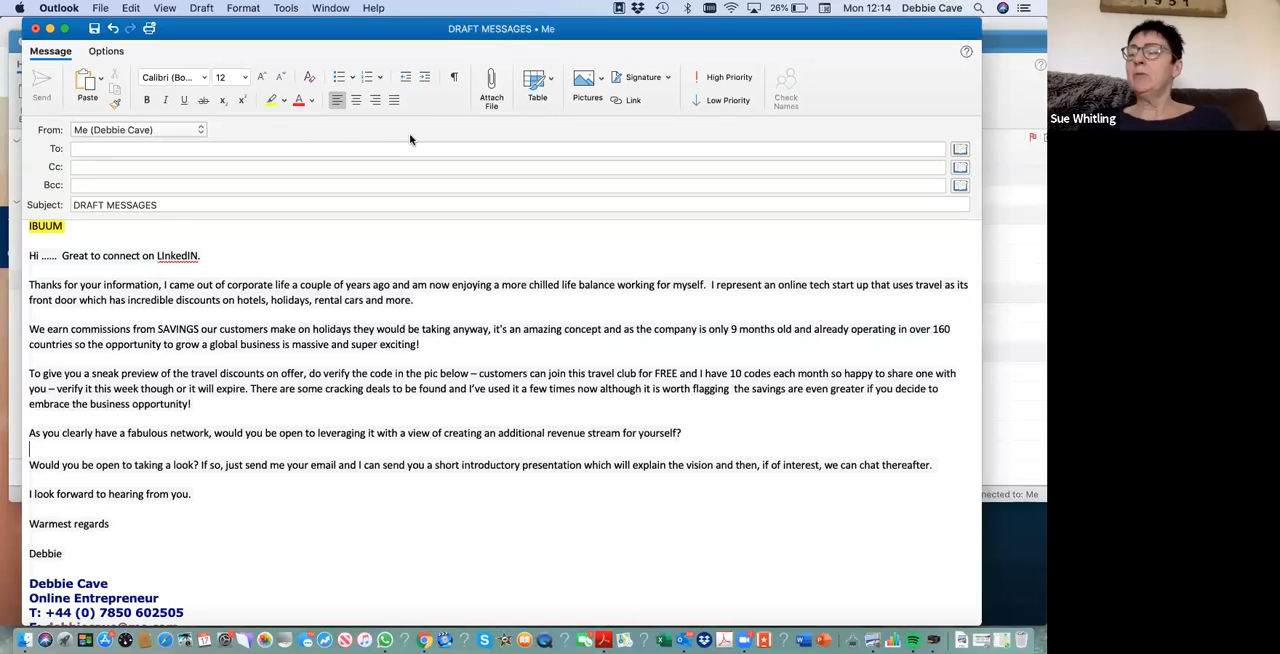 Outlook File Edit View Draft Format Tools Window Help 26% Mon 12:14 Debbie Cave
DRAFT MESSAGES • Me
Message Options
Send
Paste
Calibri (Bo... 12
B I U ab x₂ x²
A
Attach File
Table
Pictures
Signature
Link
High Priority
Low Priority
Check Names
From: Me (Debbie Cave)
To:
Cc:
Bcc:
Subject: DRAFT MESSAGES
IBUUM
Hi ...... Great to connect on LInkedIN.
Thanks for your information, I came out of corporate life a couple of years ago and am now enjoying a more chilled life balance working for myself. I represent an online tech start up that uses travel as its
front door which has incredible discounts on hotels, holidays, rental cars and more.
We earn commissions from SAVINGS our customers make on holidays they would be taking anyway, it's an amazing concept and as the company is only 9 months old and already operating in over 160
countries so the opportunity to grow a global business is massive and super exciting!
To give you a sneak preview of the travel discounts on offer, do verify the code in the pic below – customers can join this travel club for FREE and I have 10 codes each month so happy to share one with
you – verify it this week though or it will expire. There are some cracking deals to be found and I've used it a few times now although it is worth flagging the savings are even greater if you decide to
embrace the business opportunity!
As you clearly have a fabulous network, would you be open to leveraging it with a view of creating an additional revenue stream for yourself?
Would you be open to taking a look? If so, just send me your email and I can send you a short introductory presentation which will explain the vision and then, if of interest, we can chat thereafter.
I look forward to hearing from you.
Warmest regards
Debbie
Debbie Cave
Online Entrepreneur
T: +44 (0) 7850 602505
Sue Whitling
nected to: Me